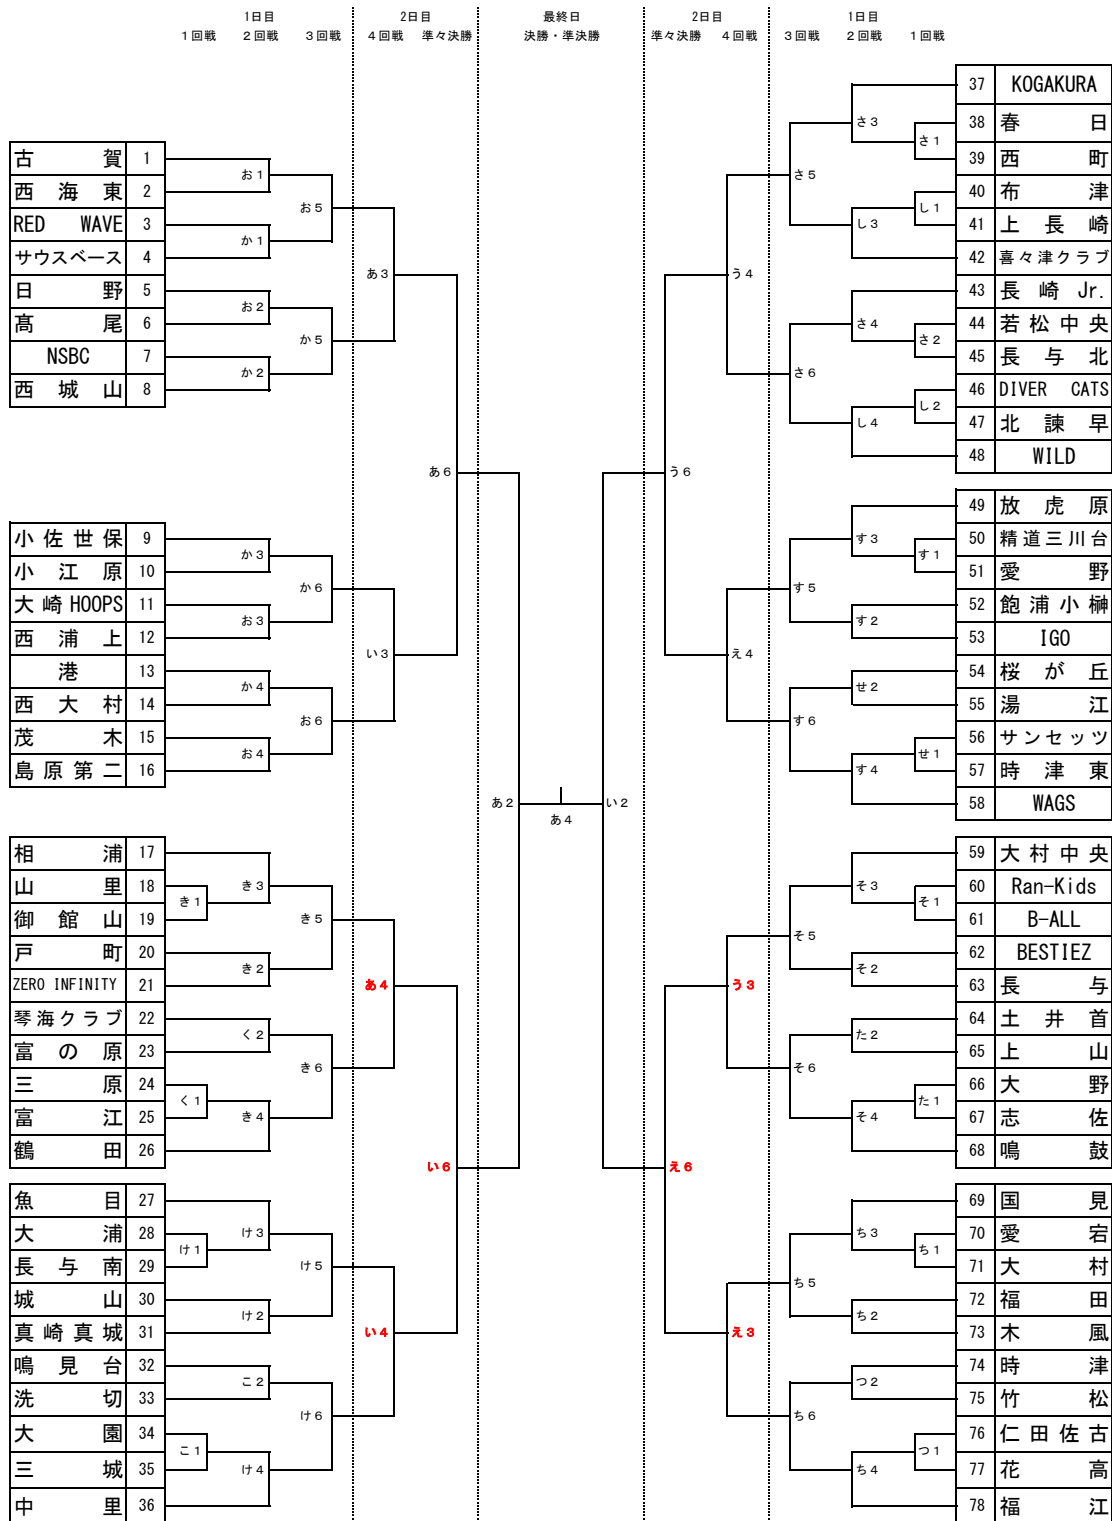 1日目 2日目 最終日 2日目 1日目
1回戦 2回戦 3回戦 4回戦 準々決勝 決勝・準決勝 準々決勝 4回戦 3回戦 2回戦 1回戦
古賀 1
西海東 2
RED WAVE 3
サウスベース 4
日野 5
髙尾 6
NSBC 7
西城山 8
小佐世保 9
小江原 10
大崎HOOPS 11
西浦上 12
港 13
西大村 14
茂木 15
島原第二 16
相浦 17
山里 18
御館山 19
戸町 20
ZERO INFINITY 21
琴海クラブ 22
富の原 23
三原 24
富江 25
鶴田 26
魚目 27
大浦 28
長与南 29
城山 30
真崎真城 31
鳴見台 32
洗切 33
大園 34
三城 35
中里 36
お1
か1
お2
か2
お5
か5
あ3
か3
お3
か4
お4
か6
お6
い3
あ6
き1
き3
き2
く2
く1
き4
き5
き6
あ4
け1
け3
け2
こ2
こ1
け4
け5
け6
い4
い6
あ2
あ4
い2
う6
う4
え4
さ5
さ6
す5
す6
さ3
さ1
し1
し3
さ4
さ2
し2
し4
す3
す1
す2
せ2
せ1
す4
え6
う3
え3
そ5
そ6
ち5
ち6
そ3
そ1
そ2
た2
た1
そ4
ち3
ち1
ち2
つ2
つ1
ち4
37 KOGAKURA
38 春日
39 西町
40 布津
41 上長崎
42 喜々津クラブ
43 長崎Jr.
44 若松中央
45 長与北
46 DIVER CATS
47 北諫早
48 WILD
49 放虎原
50 精道三川台
51 愛野
52 飽浦小榊
53 IGO
54 桜が丘
55 湯江
56 サンセッツ
57 時津東
58 WAGS
59 大村中央
60 Ran-Kids
61 B-ALL
62 BESTIEZ
63 長与
64 土井首
65 上山
66 大野
67 志佐
68 鳴鼓
69 国見
70 愛宕
71 大村
72 福田
73 木風
74 時津
75 竹松
76 仁田佐古
77 花高
78 福江